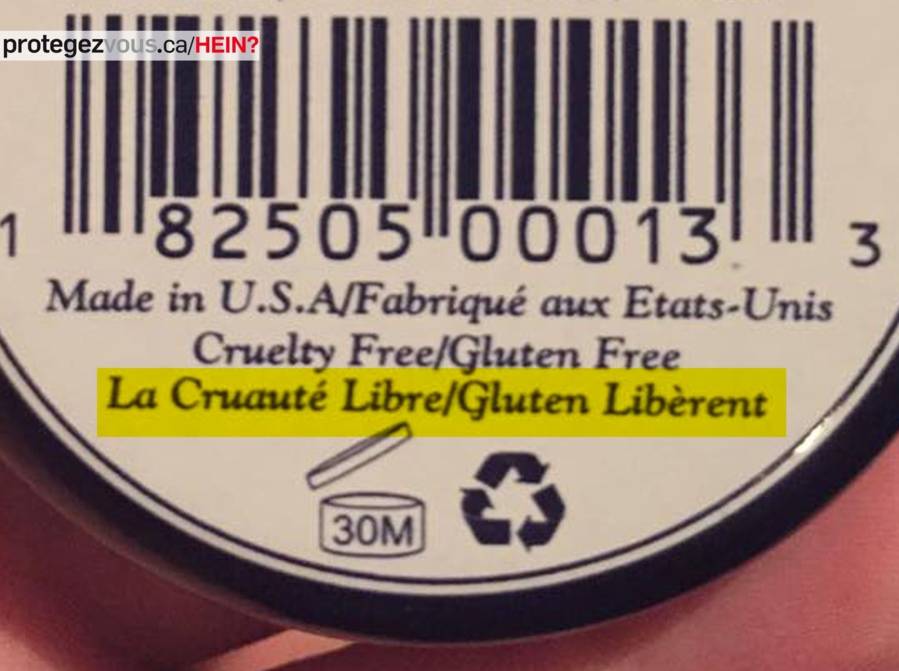 protegezvous.ca/HEIN?
1 82505 00013 3
Made in U.S.A/Fabriqué aux Etats-Unis
Cruelty Free/Gluten Free
La Cruauté Libre/Gluten Libèrent
30M